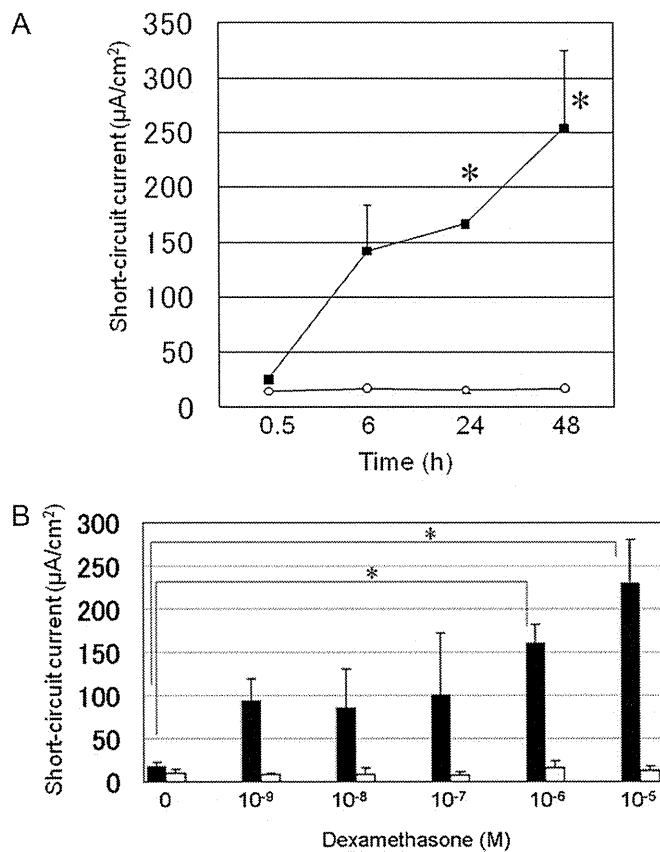 A
Short-circuit current (µA/cm²)
350
300
250
200
150
100
50
0
*
*
0.5 6 24 48
Time (h)
B
Short-circuit current (µA/cm²)
300
250
200
150
100
50
0
*
*
0 10⁻⁹ 10⁻⁸ 10⁻⁷ 10⁻⁶ 10⁻⁵
Dexamethasone (M)